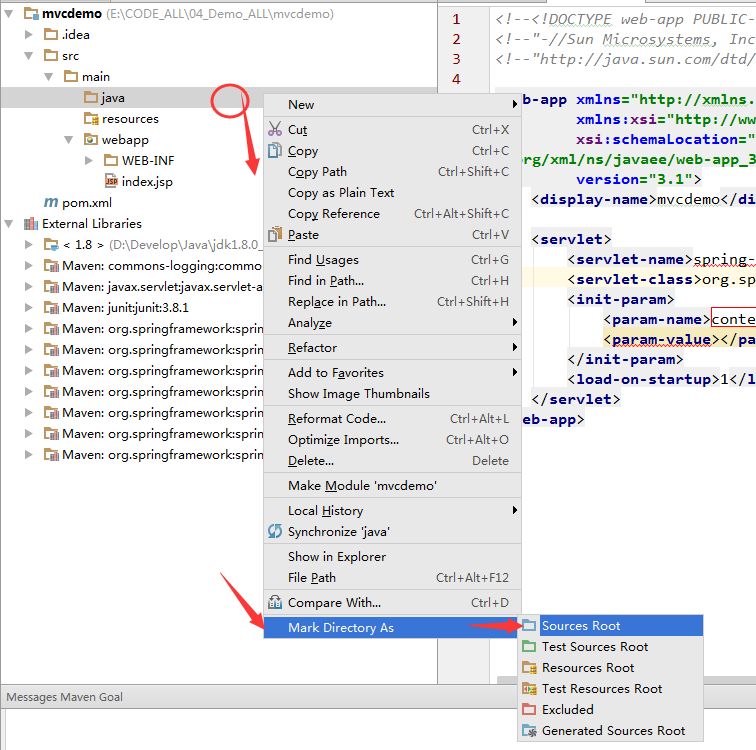 mvcdemo (E:\CODE_ALL\04_Demo_ALL\mvcdemo)
.idea
src
main
java
resources
webapp
WEB-INF
index.jsp
JSP
m pom.xml
External Libraries
< 1.8 > (D:\Develop\Java\jdk1.8.0_
Maven: commons-logging:commo
Maven: javax.servlet:javax.servlet-a
Maven: junit:junit:3.8.1
Maven: org.springframework:sprin
Maven: org.springframework:sprin
Maven: org.springframework:sprin
Maven: org.springframework:sprin
Maven: org.springframework:sprin
Maven: org.springframework:sprin
Maven: org.springframework:sprin
New
Cut Ctrl+X
Copy Ctrl+C
Copy Path Ctrl+Shift+C
Copy as Plain Text
Copy Reference Ctrl+Alt+Shift+C
Paste Ctrl+V
Find Usages Ctrl+G
Find in Path... Ctrl+H
Replace in Path... Ctrl+Shift+H
Analyze
Refactor
Add to Favorites
Show Image Thumbnails
Reformat Code... Ctrl+Alt+L
Optimize Imports... Ctrl+Alt+O
Delete... Delete
Make Module 'mvcdemo'
Local History
Synchronize 'java'
Show in Explorer
File Path Ctrl+Alt+F12
Compare With... Ctrl+D
Mark Directory As
Sources Root
Test Sources Root
Resources Root
Test Resources Root
Excluded
Generated Sources Root
1 <!--<!DOCTYPE web-app PUBLIC-
2 <!--"-//Sun Microsystems, Inc
3 <!--"http://java.sun.com/dtd/
4
b-app xmlns="http://xmlns.
xmlns:xsi="http://ww
xsi:schemaLocation="
org/xml/ns/javaee/web-app_3
version="3.1">
<display-name>mvcdemo</di
<servlet>
<servlet-name>spring-
<servlet-class>org.sp
<init-param>
<param-name>conte
<param-value></pa
</init-param>
<load-on-startup>1</l
</servlet>
eb-app>
Messages Maven Goal